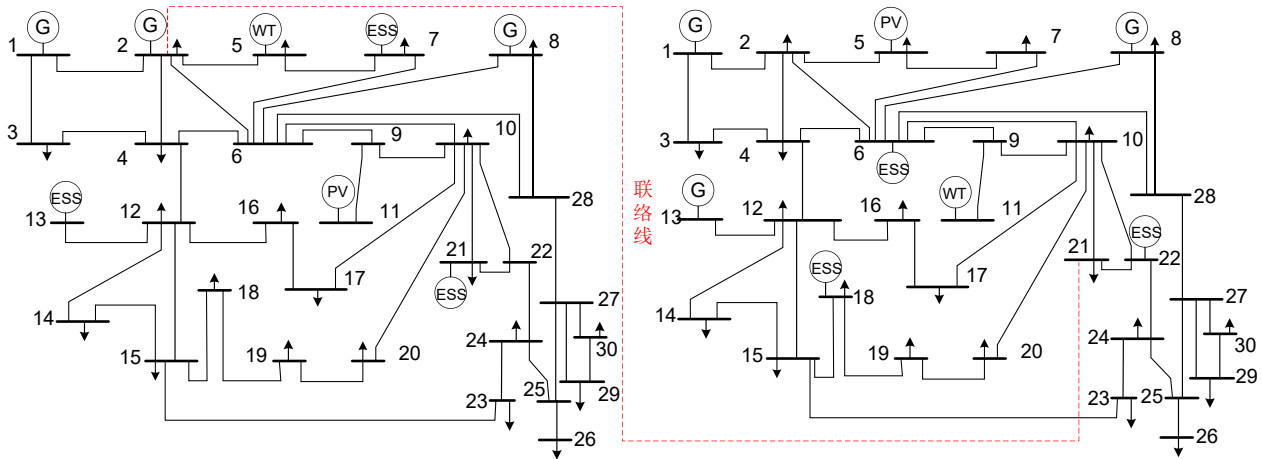 G G WT ESS G
1 2 5 7 8
3 4 6 9 10
ESS PV
13 12 16 11 28
21 22
ESS
14 18 17 27
15 19 20 24 30
23 25 29
26
联络线
G PV G
1 2 5 7 8
3 4 6 9 10
ESS
G WT
13 12 16 11 28
ESS ESS
21 22
14 18 17 27
15 19 20 24 30
23 25 29
26